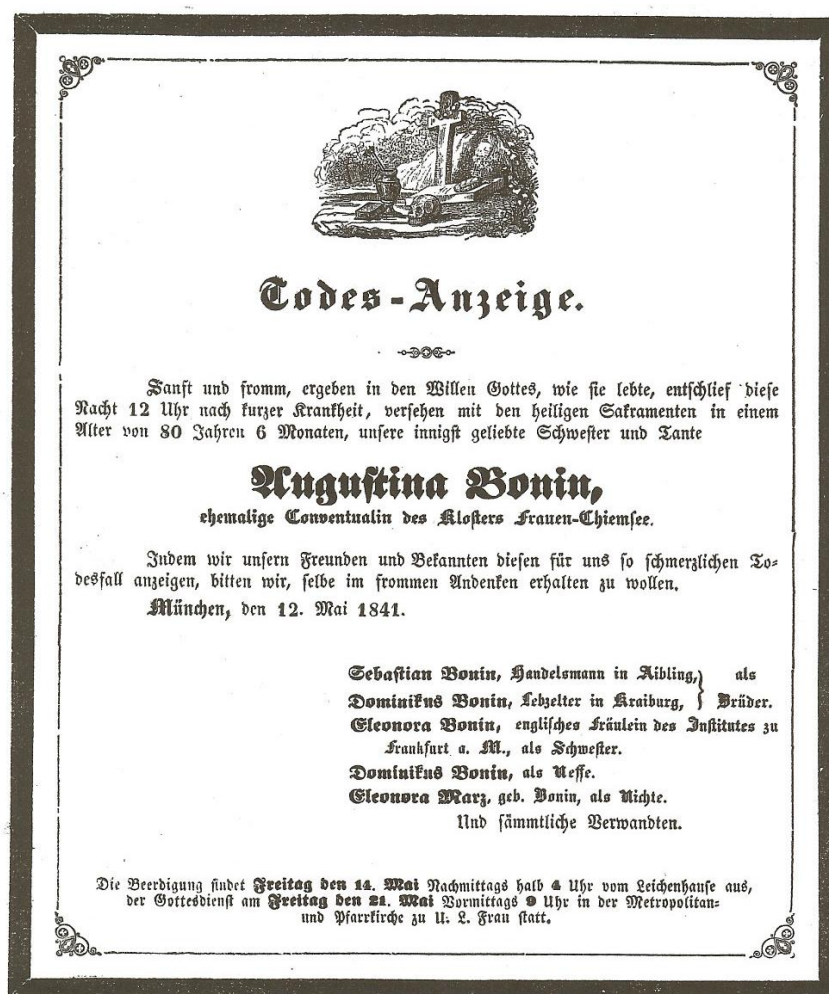 Todes-Anzeige.
Sanft und fromm, ergeben in den Willen Gottes, wie sie lebte, entschlief diese
Nacht 12 Uhr nach kurzer Krankheit, versehen mit den heiligen Sakramenten in einem
Alter von 80 Jahren 6 Monaten, unsere innigst geliebte Schwester und Tante
Augustina Bonin,
ehemalige Conventualin des Klosters Frauen-Chiemsee.
Indem wir unsern Freunden und Bekannten diesen für uns so schmerzlichen To-
desfall anzeigen, bitten wir, selbe im frommen Andenken erhalten zu wollen.
München, den 12. Mai 1841.
Sebastian Bonin, Handelsmann in Aibling, } als
Dominikus Bonin, Lebzelter in Kraiburg, } Brüder.
Eleonora Bonin, englisches Fräulein des Institutes zu
Frankfurt a. M., als Schwester.
Dominikus Bonin, als Neffe.
Eleonora Marz, geb. Bonin, als Nichte.
Und sämmtliche Verwandten.
Die Beerdigung findet Freitag den 14. Mai Nachmittags halb 4 Uhr vom Leichenhause aus,
der Gottesdienst am Freitag den 21. Mai Vormittags 9 Uhr in der Metropolitan-
und Pfarrkirche zu U. L. Frau statt.